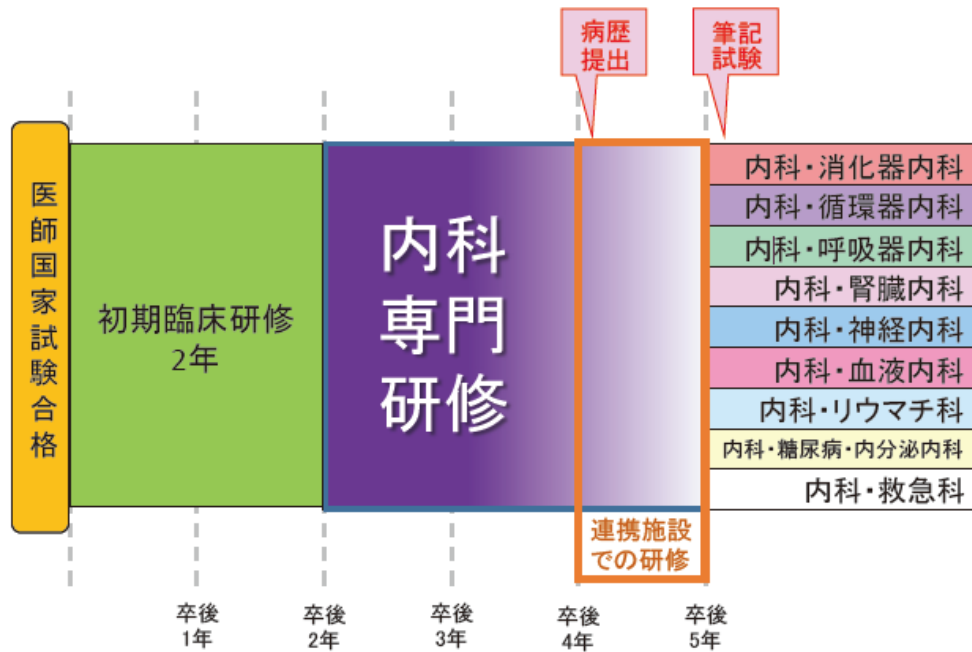 病歴
提出
筆記
試験
医師国家試験合格
初期臨床研修
2年
内科
専門
研修
内科・消化器内科
内科・循環器内科
内科・呼吸器内科
内科・腎臓内科
内科・神経内科
内科・血液内科
内科・リウマチ科
内科・糖尿病・内分泌内科
内科・救急科
連携施設
での研修
卒後
1年
卒後
2年
卒後
3年
卒後
4年
卒後
5年